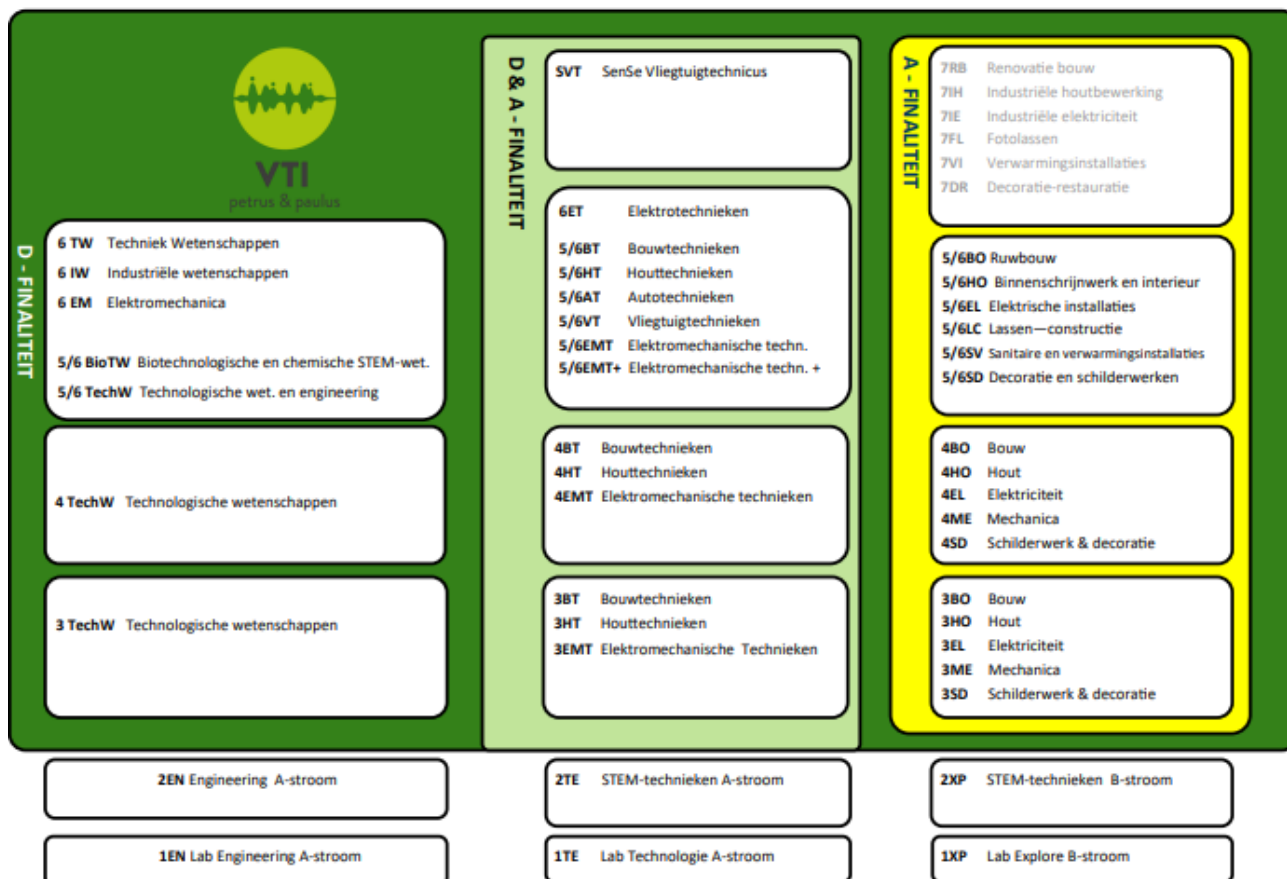 VTI
petrus & paulus
D - FINALITEIT
6 TW Techniek Wetenschappen
6 IW Industriële wetenschappen
6 EM Elektromechanica
5/6 BioTW Biotechnologische en chemische STEM-wet.
5/6 TechW Technologische wet. en engineering
4 TechW Technologische wetenschappen
3 TechW Technologische wetenschappen
2EN Engineering A-stroom
1EN Lab Engineering A-stroom
D & A - FINALITEIT
SVT SenSe Vliegtuigtechnicus
6ET Elektrotechnieken
5/6BT Bouwtechnieken
5/6HT Houttechnieken
5/6AT Autotechnieken
5/6VT Vliegtuigtechnieken
5/6EMT Elektromechanische techn.
5/6EMT+ Elektromechanische techn. +
4BT Bouwtechnieken
4HT Houttechnieken
4EMT Elektromechanische technieken
3BT Bouwtechnieken
3HT Houttechnieken
3EMT Elektromechanische Technieken
2TE STEM-technieken A-stroom
1TE Lab Technologie A-stroom
A - FINALITEIT
7RB Renovatie bouw
7IH Industriële houtbewerking
7IE Industriële elektriciteit
7FL Fotolassen
7VI Verwarmingsinstallaties
7DR Decoratie-restauratie
5/6BO Ruwbouw
5/6HO Binnenschrijnwerk en interieur
5/6EL Elektrische installaties
5/6LC Lassen—constructie
5/6SV Sanitaire en verwarmingsinstallaties
5/6SD Decoratie en schilderwerken
4BO Bouw
4HO Hout
4EL Elektriciteit
4ME Mechanica
4SD Schilderwerk & decoratie
3BO Bouw
3HO Hout
3EL Elektriciteit
3ME Mechanica
3SD Schilderwerk & decoratie
2XP STEM-technieken B-stroom
1XP Lab Explore B-stroom